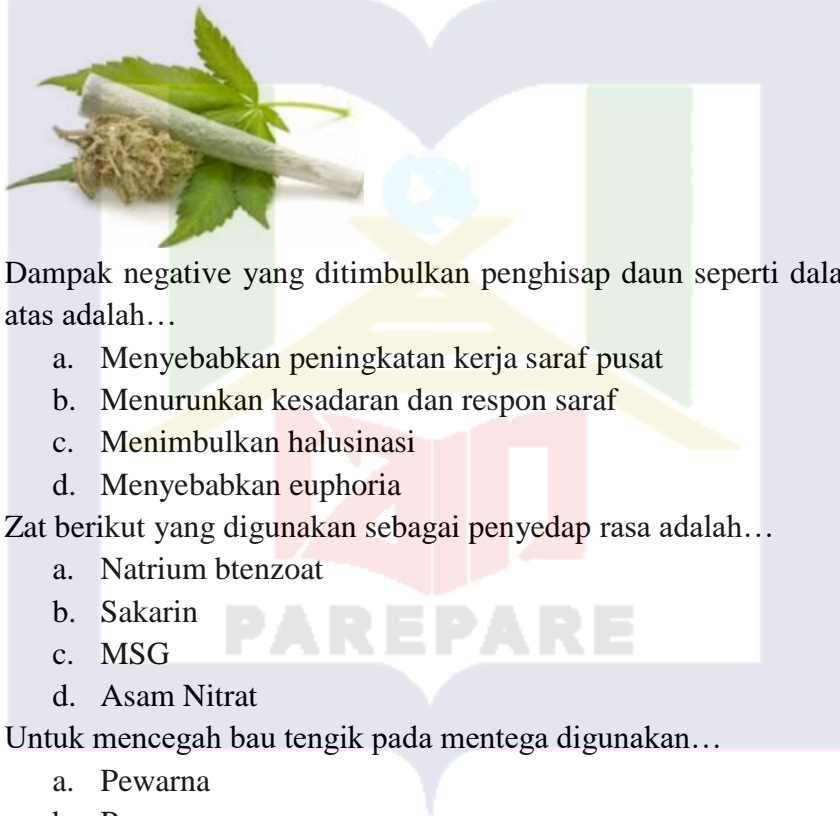 Dampak negative yang ditimbulkan penghisap daun seperti dala
atas adalah…
a. Menyebabkan peningkatan kerja saraf pusat
b. Menurunkan kesadaran dan respon saraf
c. Menimbulkan halusinasi
d. Menyebabkan euphoria
Zat berikut yang digunakan sebagai penyedap rasa adalah…
a. Natrium btenzoat
b. Sakarin
c. MSG
PAREPARE
d. Asam Nitrat
Untuk mencegah bau tengik pada mentega digunakan…
a. Pewarna